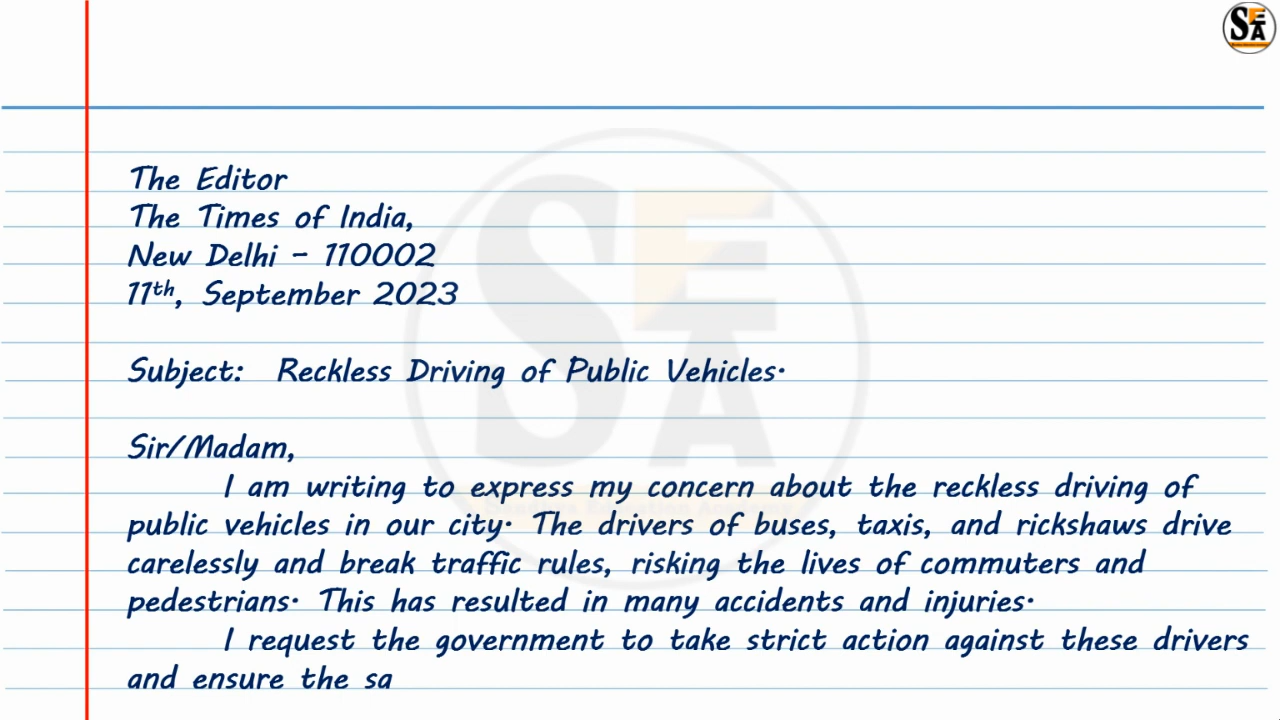 SEA
The Editor
The Times of India,
New Delhi - 110002
11th, September 2023
Subject: Reckless Driving of Public Vehicles.
Sir/Madam,
I am writing to express my concern about the reckless driving of
public vehicles in our city. The drivers of buses, taxis, and rickshaws drive
carelessly and break traffic rules, risking the lives of commuters and
pedestrians. This has resulted in many accidents and injuries.
I request the government to take strict action against these drivers
and ensure the sa